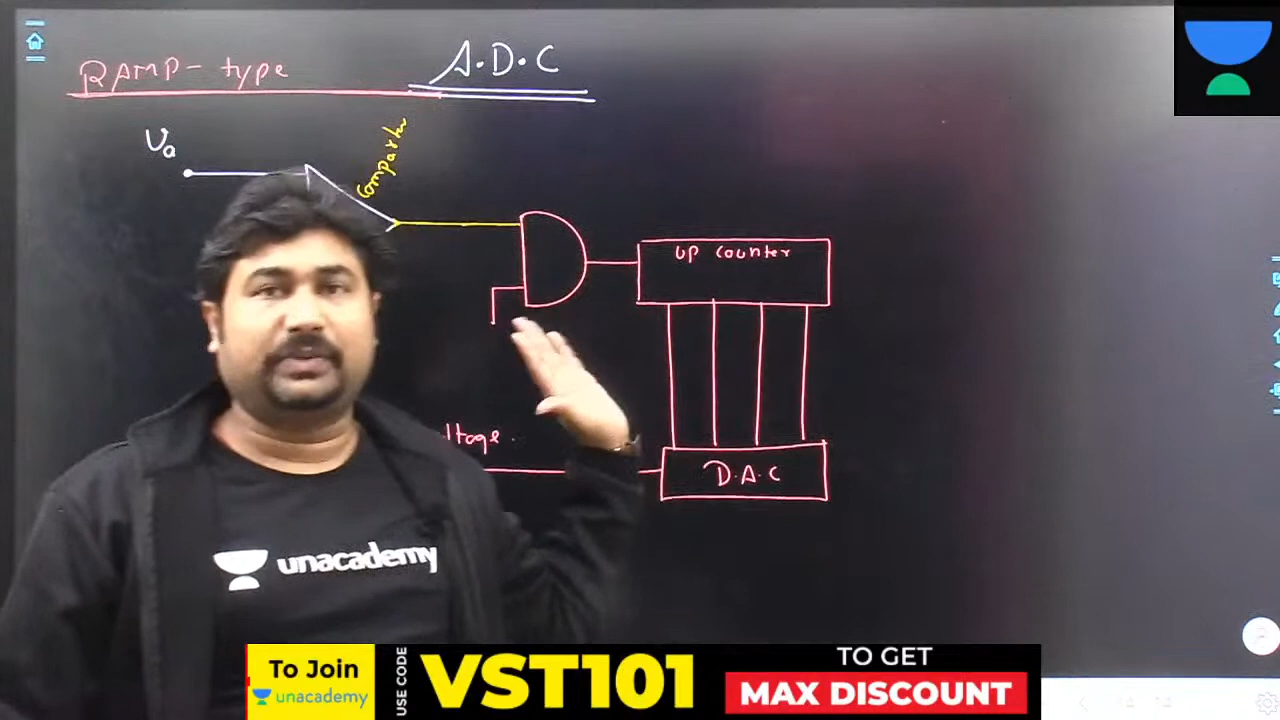 RAMP-type A.D.C
Va
Comparator
UP Counter
ltage.
D.A.C
unacademy
To Join
unacademy
USE CODE
VST101
TO GET
MAX DISCOUNT